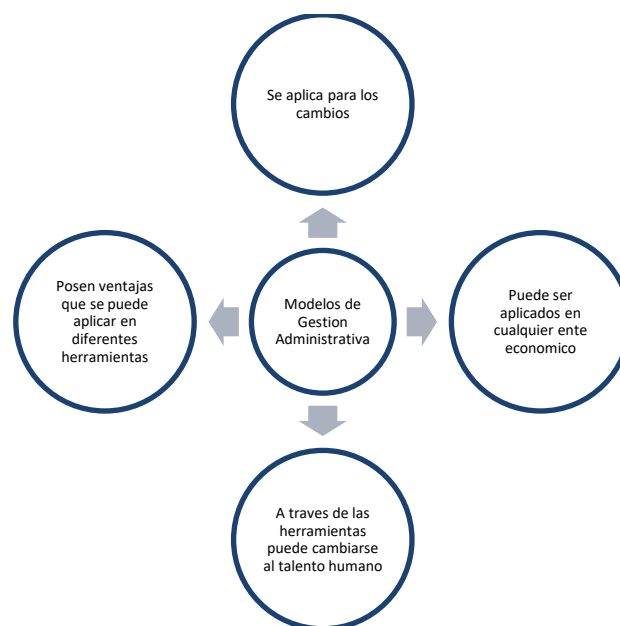 Se aplica para los
cambios
Posen ventajas
que se puede
aplicar en
diferentes
herramientas
Modelos de
Gestion
Administrativa
Puede ser
aplicados en
cualquier ente
economico
A traves de las
herramientas
puede cambiarse
al talento humano